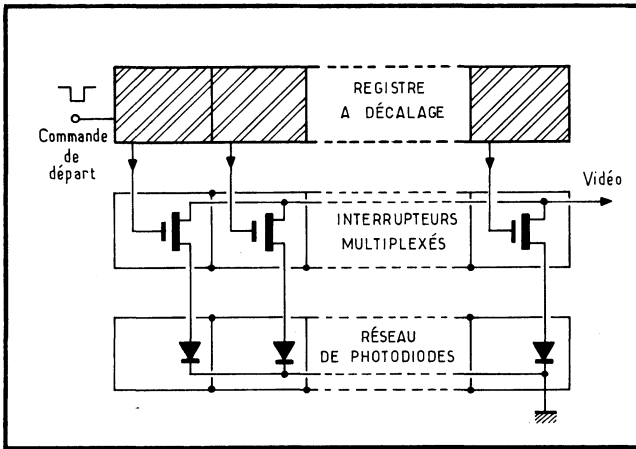 REGISTRE
A DÉCALAGE
Commande
de
départ
Vidéo
INTERRUPTEURS
MULTIPLEXÉS
RÉSEAU
DE PHOTODIODES